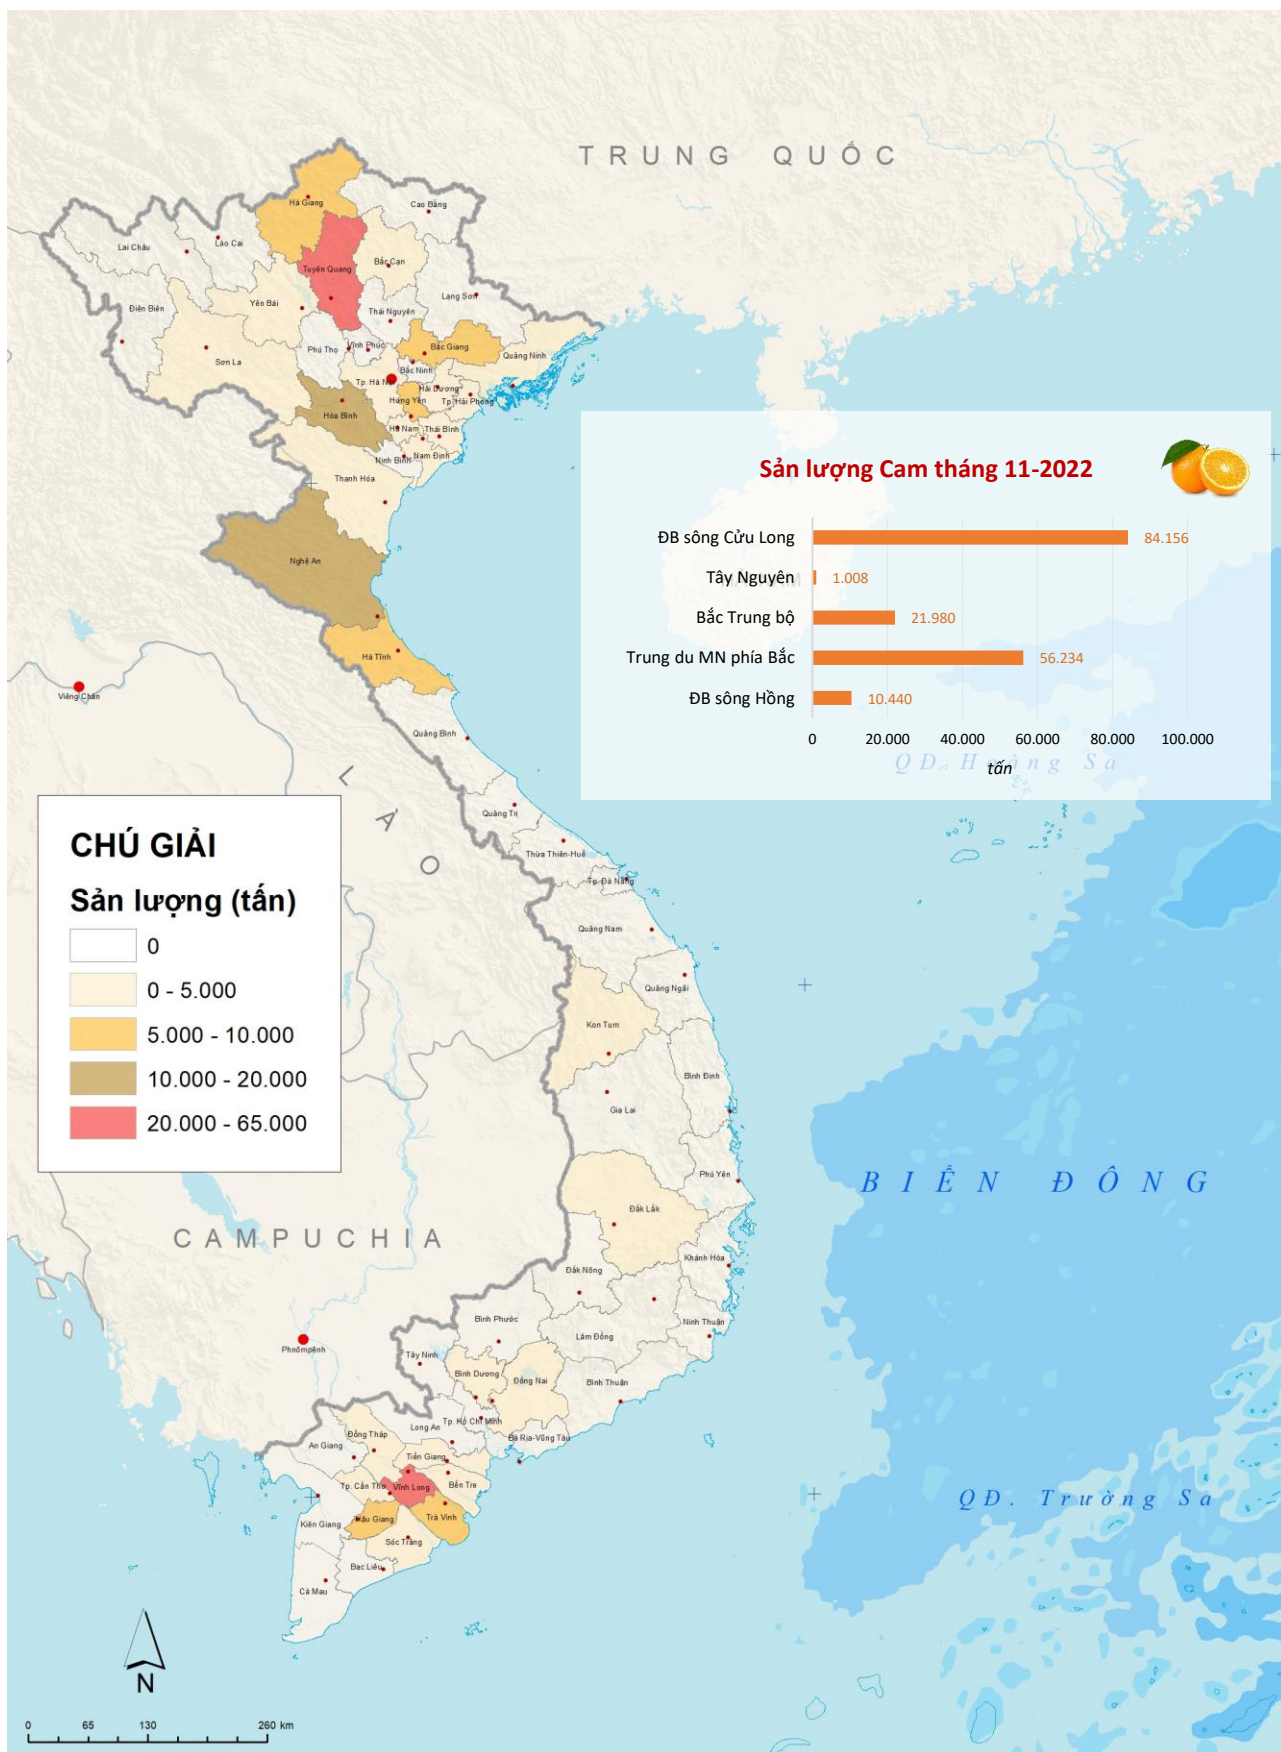 TRUNG QUỐC
Hà Giang
Cao Bằng
Lai Châu
Lào Cai
Tuyên Quang
Bắc Cạn
Điện Biên
Yên Bái
Thái Nguyên
Lạng Sơn
Sơn La
Phú Thọ
Vĩnh Phúc
Bắc Giang
Quảng Ninh
Bắc Ninh
Tp. Hà Nội
Hải Dương
Hưng Yên
Tp. Hải Phòng
Hòa Bình
Hà Nam
Thái Bình
Ninh Bình
Nam Định
Thanh Hóa
Nghệ An
Hà Tĩnh
Viêng Chăn
Quảng Bình
LÀO
Quảng Trị
Thừa Thiên-Huế
Tp. Đà Nẵng
Quảng Nam
Quảng Ngãi
Kon Tum
Bình Định
Gia Lai
Phú Yên
Đắk Lắk
Khánh Hòa
Đắk Nông
CAMPUCHIA
Bình Phước
Ninh Thuận
Lâm Đồng
Phnômpênh
Tây Ninh
Bình Dương
Đồng Nai
Bình Thuận
Long An
Tp. Hồ Chí Minh
Bà Rịa-Vũng Tàu
Đồng Tháp
An Giang
Tiền Giang
Tp. Cần Thơ
Vĩnh Long
Bến Tre
Kiên Giang
Hậu Giang
Trà Vinh
Sóc Trăng
Bạc Liêu
Cà Mau
Sản lượng Cam tháng 11-2022
ĐB sông Cửu Long 84.156
Tây Nguyên 1.008
Bắc Trung bộ 21.980
Trung du MN phía Bắc 56.234
ĐB sông Hồng 10.440
0 20.000 40.000 60.000 80.000 100.000
tấn
QĐ. Hoàng Sa
BIỂN ĐÔNG
QĐ. Trường Sa
CHÚ GIẢI
Sản lượng (tấn)
0
0 - 5.000
5.000 - 10.000
10.000 - 20.000
20.000 - 65.000
N
0 65 130 260 km